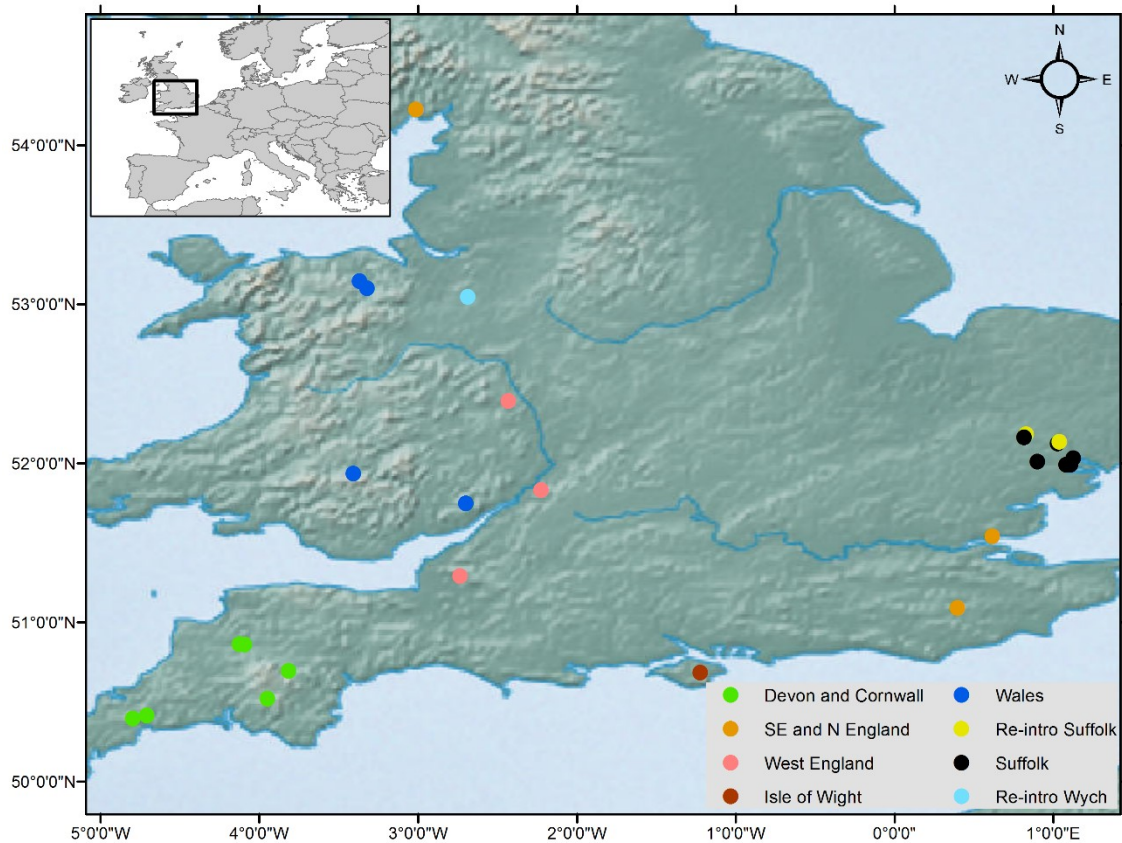 N
W E
S
54°0'0"N
53°0'0"N
52°0'0"N
51°0'0"N
50°0'0"N
Devon and Cornwall
SE and N England
West England
Isle of Wight
Wales
Re-intro Suffolk
Suffolk
Re-intro Wych
5°0'0"W 4°0'0"W 3°0'0"W 2°0'0"W 1°0'0"W 0°0'0" 1°0'0"E